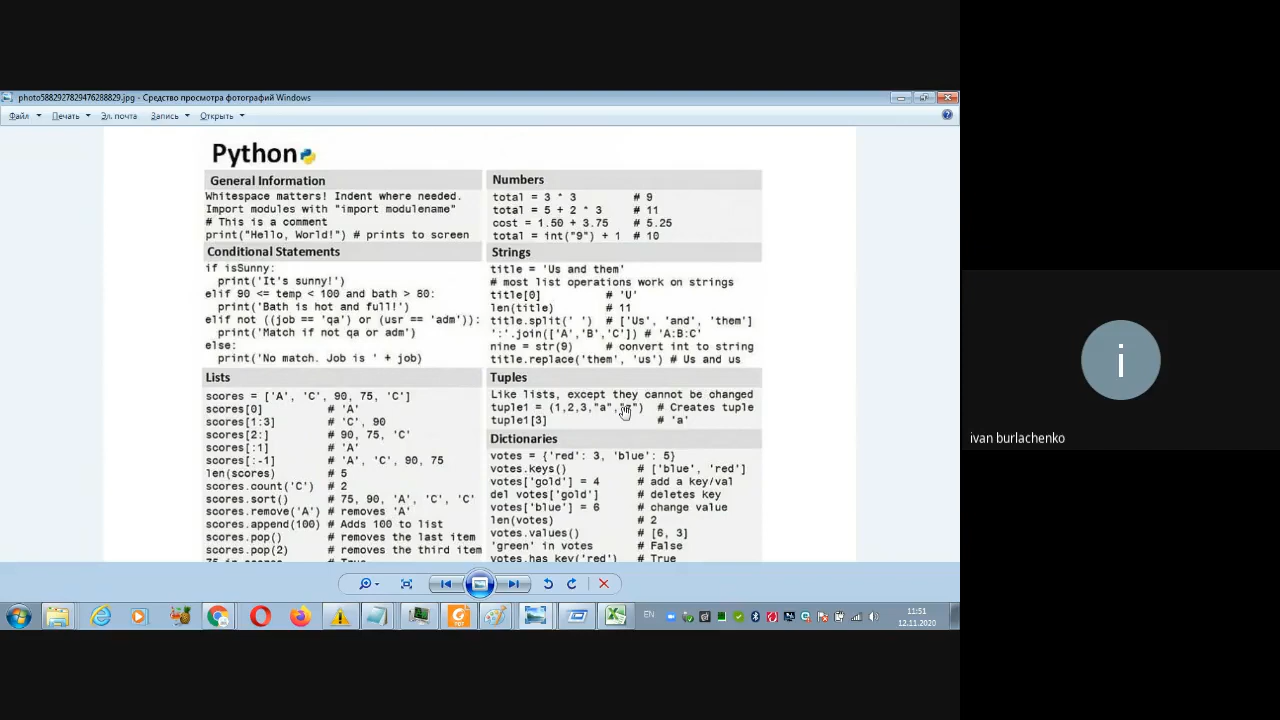 photo5882927829476288829.jpg - Средство просмотра фотографий Windows
Файл Печать Эл. почта Запись Открыть
Python
General Information
Whitespace matters! Indent where needed.
Import modules with "import modulename"
# This is a comment
print("Hello, World!") # prints to screen
Conditional Statements
if isSunny:
print('It's sunny!')
elif 90 <= temp < 100 and bath > 80:
print('Bath is hot and full!')
elif not ((job == 'qa') or (usr == 'adm')):
print('Match if not qa or adm')
else:
print('No match. Job is ' + job)
Lists
scores = ['A', 'C', 90, 75, 'C']
scores[0] # 'A'
scores[1:3] # 'C', 90
scores[2:] # 90, 75, 'C'
scores[:1] # 'A'
scores[:-1] # 'A', 'C', 90, 75
len(scores) # 5
scores.count('C') # 2
scores.sort() # 75, 90, 'A', 'C', 'C'
scores.remove('A') # removes 'A'
scores.append(100) # Adds 100 to list
scores.pop() # removes the last item
scores.pop(2) # removes the third item
75 in scores # True
Numbers
total = 3 * 3 # 9
total = 5 + 2 * 3 # 11
cost = 1.50 + 3.75 # 5.25
total = int("9") + 1 # 10
Strings
title = 'Us and them'
# most list operations work on strings
title[0] # 'U'
len(title) # 11
title.split(' ') # ['Us', 'and', 'them']
':'.join(['A','B','C']) # 'A:B:C'
nine = str(9) # convert int to string
title.replace('them', 'us') # Us and us
Tuples
Like lists, except they cannot be changed
tuple1 = (1,2,3,"a", ") # Creates tuple
tuple1[3] # 'a'
Dictionaries
votes = {'red': 3, 'blue': 5}
votes.keys() # ['blue', 'red']
votes['gold'] = 4 # add a key/val
del votes['gold'] # deletes key
votes['blue'] = 6 # change value
len(votes) # 2
votes.values() # [6, 3]
'green' in votes # False
votes.has_key('red') # True
EN
11:51
12.11.2020
i
ivan burlachenko